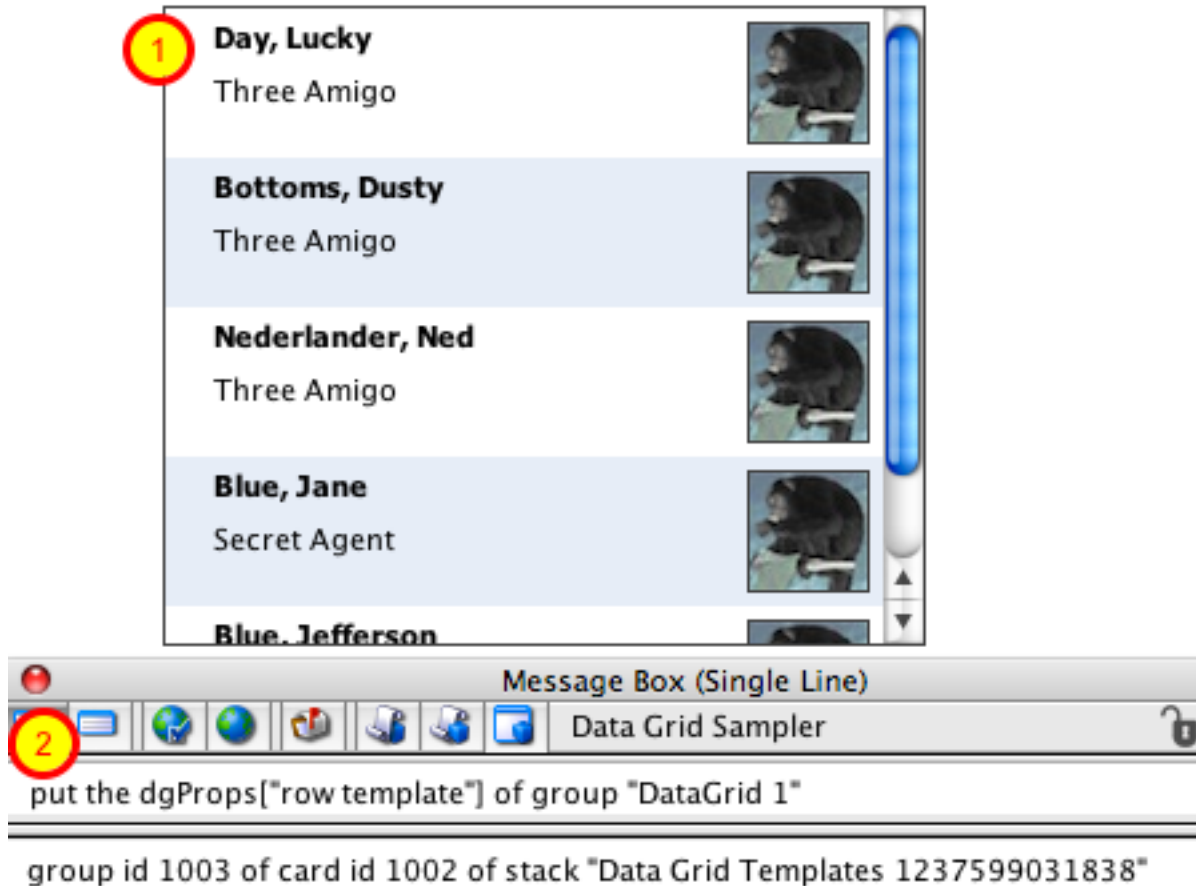 1
Day, Lucky
Three Amigo
Bottoms, Dusty
Three Amigo
Nederlander, Ned
Three Amigo
Blue, Jane
Secret Agent
Blue, Jefferson
Message Box (Single Line)
2
Data Grid Sampler
put the dgProps["row template"] of group "DataGrid 1"
group id 1003 of card id 1002 of stack "Data Grid Templates 1237599031838"